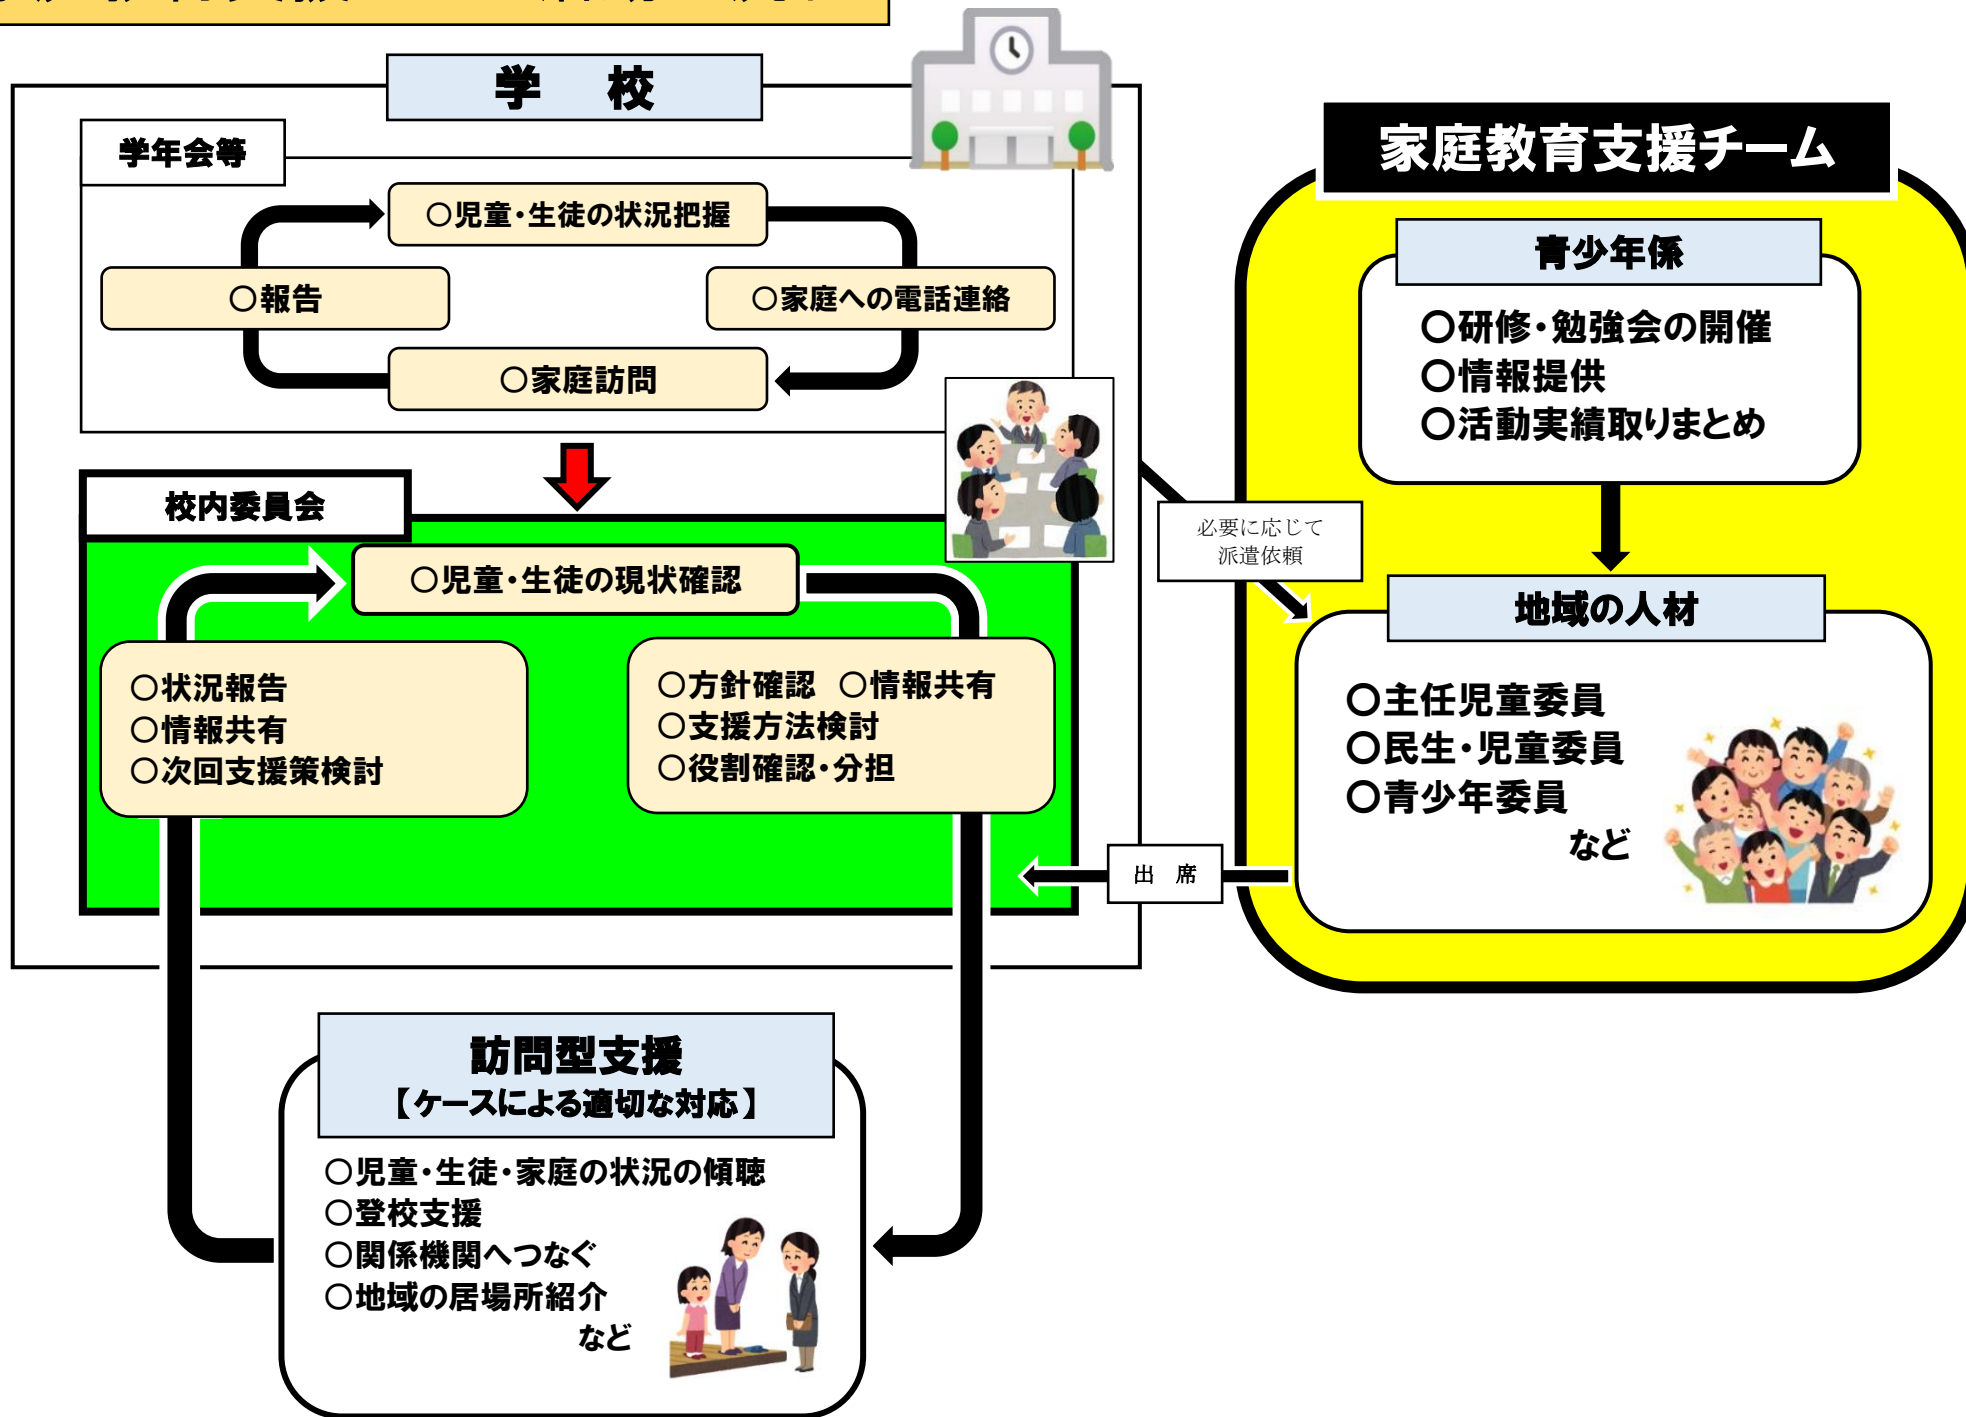 学　校
学年会等
○児童・生徒の状況把握
○報告
○家庭への電話連絡
○家庭訪問
校内委員会
○児童・生徒の現状確認
○状況報告
○情報共有
○次回支援策検討
○方針確認　○情報共有
○支援方法検討
○役割確認・分担
必要に応じて
派遣依頼
出　席
家庭教育支援チーム
青少年係
○研修・勉強会の開催
○情報提供
○活動実績取りまとめ
地域の人材
○主任児童委員
○民生・児童委員
○青少年委員
など
訪問型支援
【ケースによる適切な対応】
○児童・生徒・家庭の状況の傾聴
○登校支援
○関係機関へつなぐ
○地域の居場所紹介
など